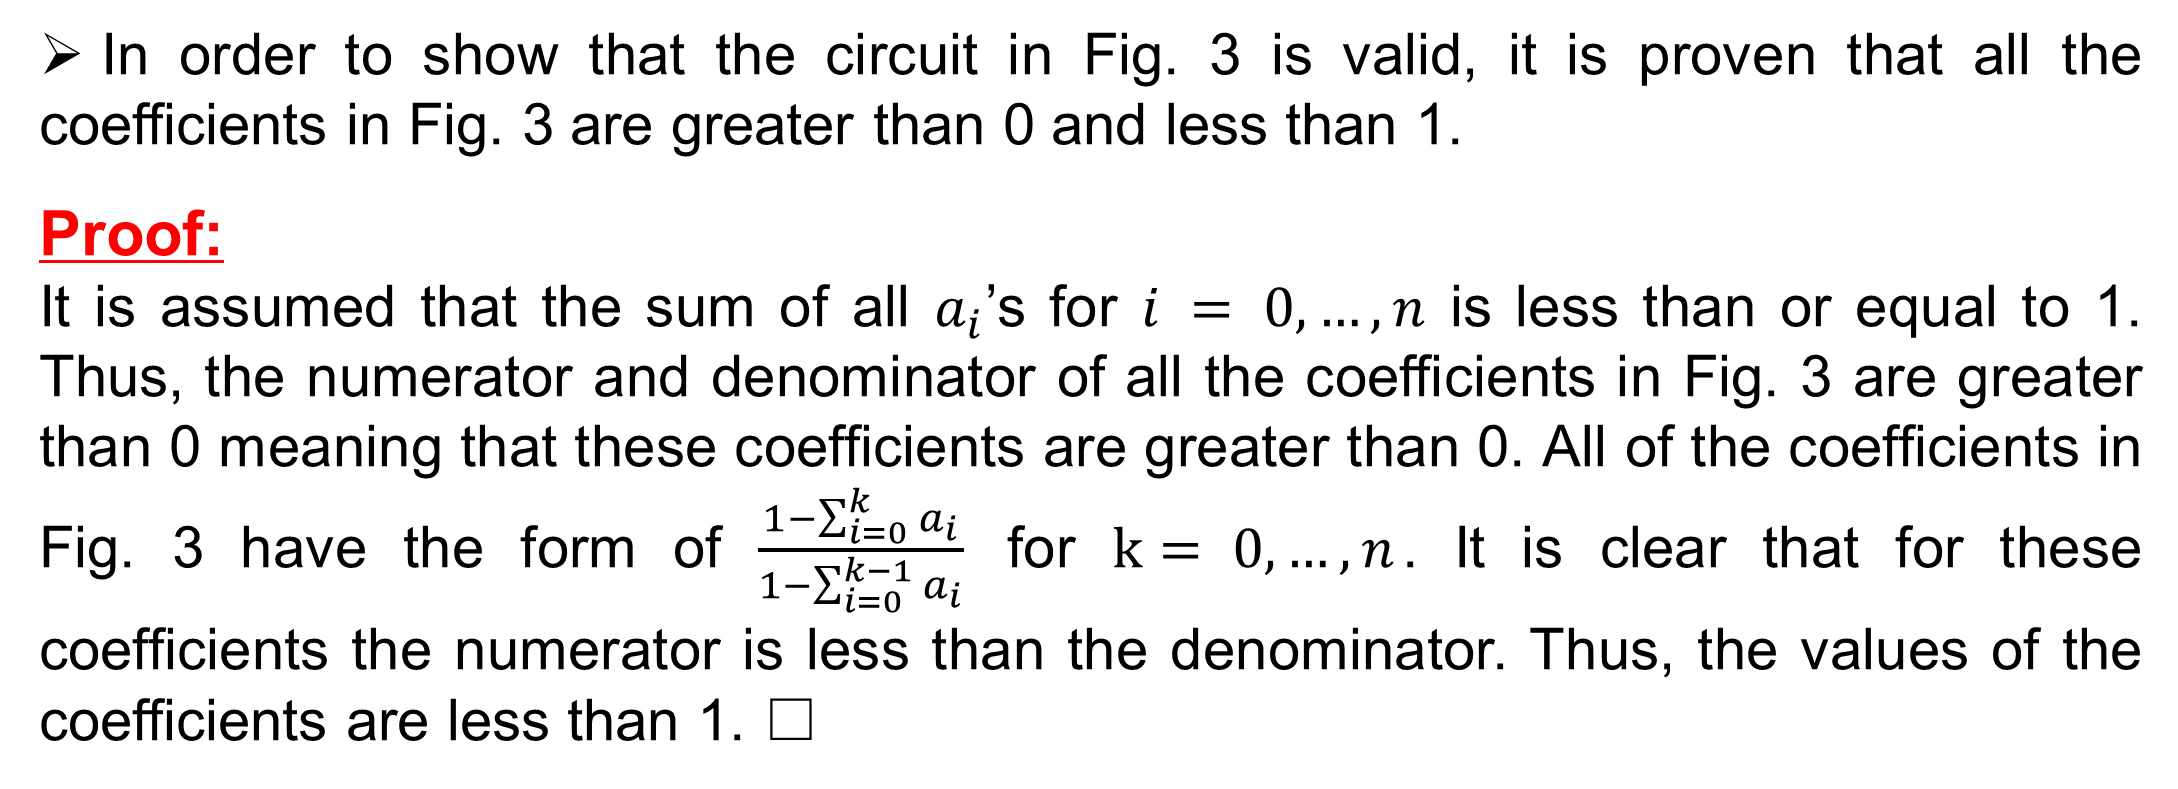 ➢ In order to show that the circuit in Fig. 3 is valid, it is proven that all the
coefficients in Fig. 3 are greater than 0 and less than 1.
Proof:
It is assumed that the sum of all $a_i$’s for $i = 0, \ldots, n$ is less than or equal to 1.
Thus, the numerator and denominator of all the coefficients in Fig. 3 are greater
than 0 meaning that these coefficients are greater than 0. All of the coefficients in
Fig. 3 have the form of $\frac{1-\sum_{i=0}^{k} a_i}{1-\sum_{i=0}^{k-1} a_i}$ for $\mathrm{k} = 0, \ldots, n$. It is clear that for these
coefficients the numerator is less than the denominator. Thus, the values of the
coefficients are less than 1. □